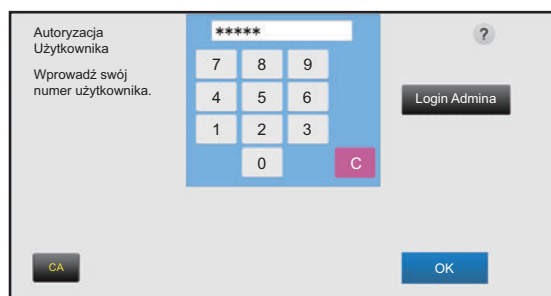 Autoryzacja
Użytkownika
Wprowadź swój
numer użytkownika.
*****
?
7 8 9
4 5 6
1 2 3
0 C
Login Admina
CA
OK